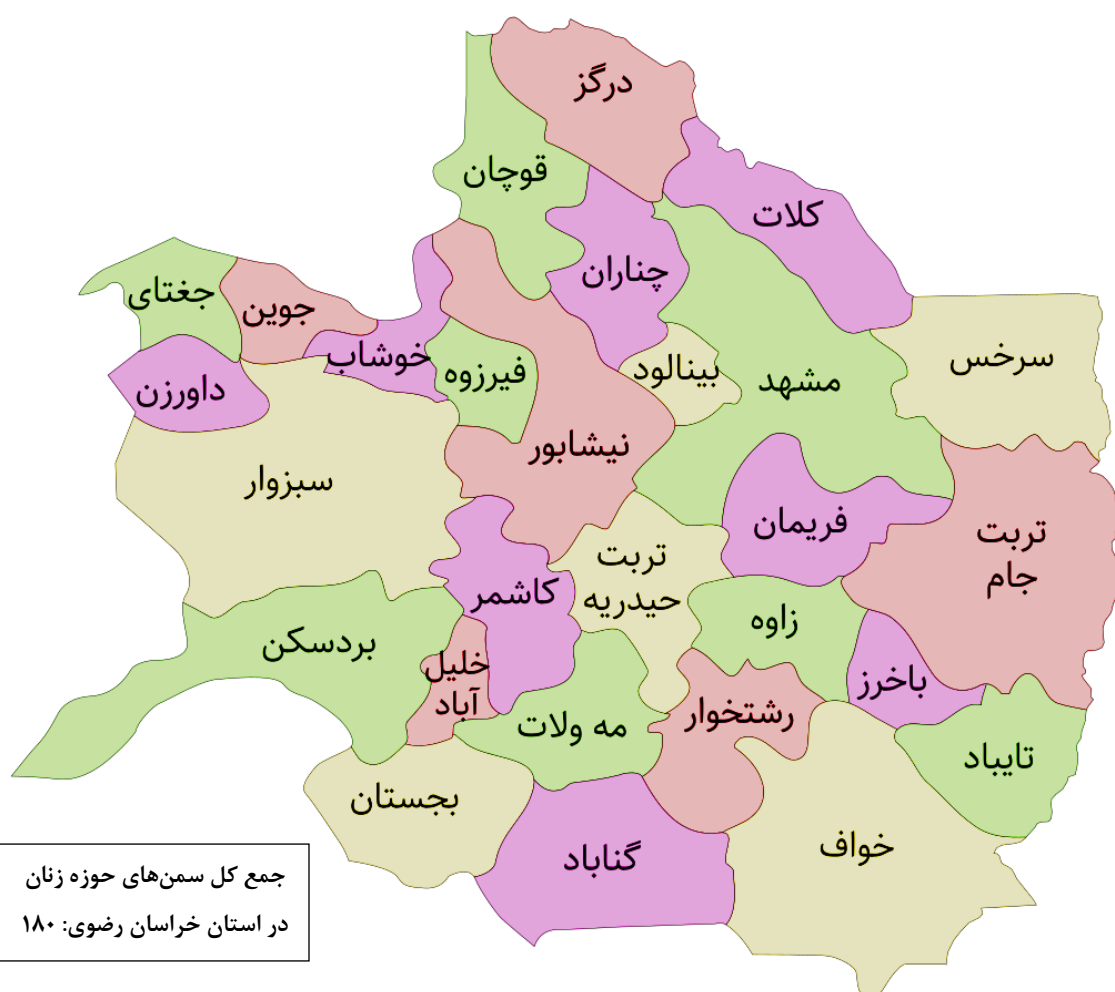 درگز
قوچان
کلات
چناران
جغتای
جوین
خوشاب
فیرزوه
بینالود
مشهد
سرخس
داورزن
نیشابور
سبزوار
فریمان
تربت
جام
تربت
حیدریه
کاشمر
زاوه
بردسکن
خلیل
آباد
باخرز
رشتخوار
مه ولات
تایباد
بجستان
خواف
گناباد
جمع کل سمن‌های حوزه زنان
در استان خراسان رضوی: ۱۸۰